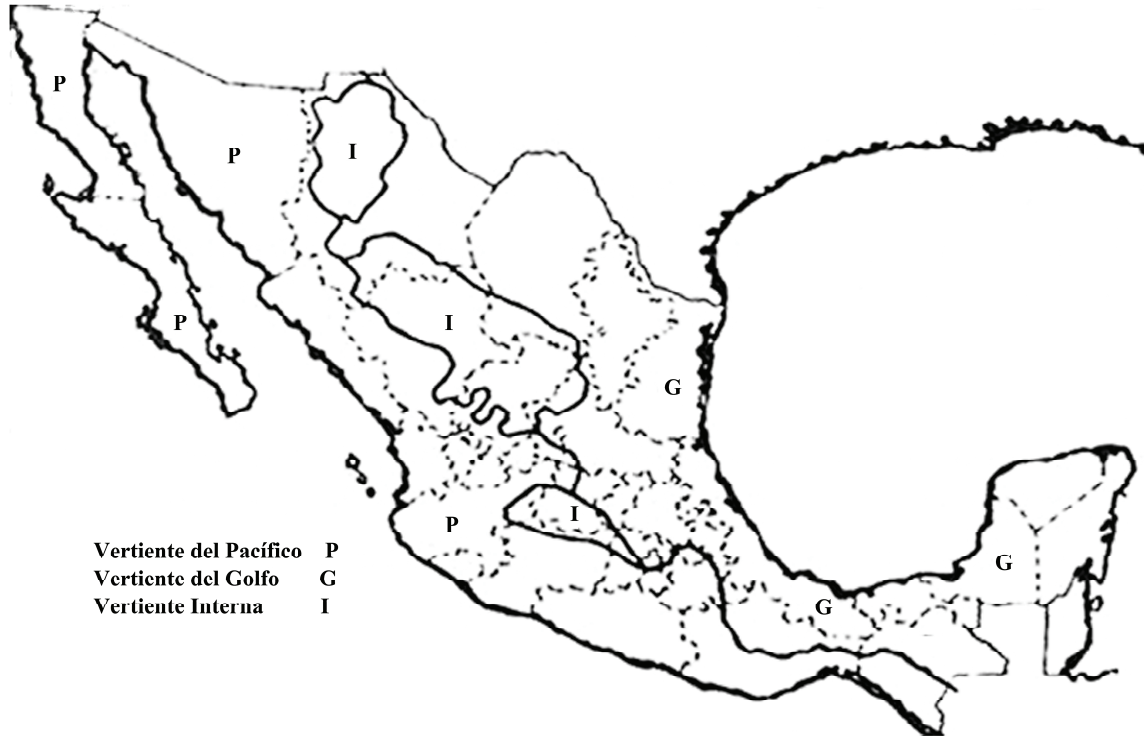 P
P
I
P
I
G
I
P
G
G
Vertiente del Pacífico P
Vertiente del Golfo G
Vertiente Interna I